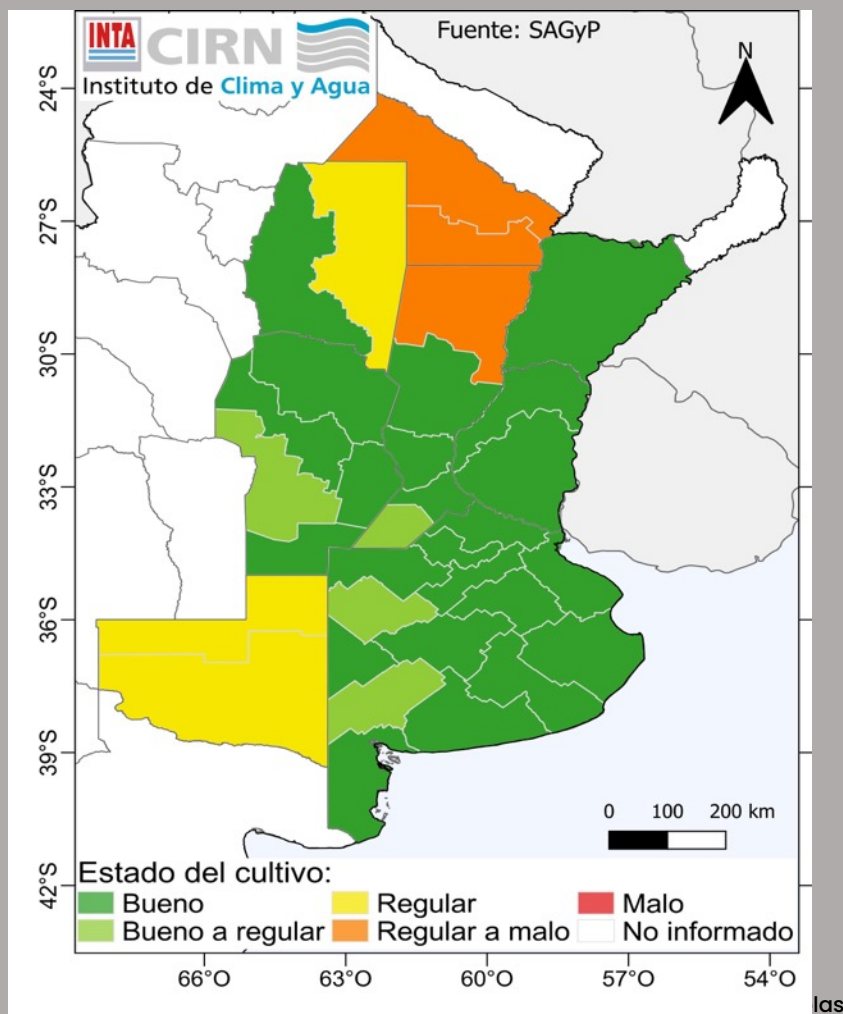 INTA CIRN
Instituto de Clima y Agua
Fuente: SAGyP
N
24°S
27°S
30°S
33°S
36°S
39°S
42°S
0 100 200 km
Estado del cultivo:
Bueno Regular Malo
Bueno a regular Regular a malo No informado
66°O 63°O 60°O 57°O 54°O
las